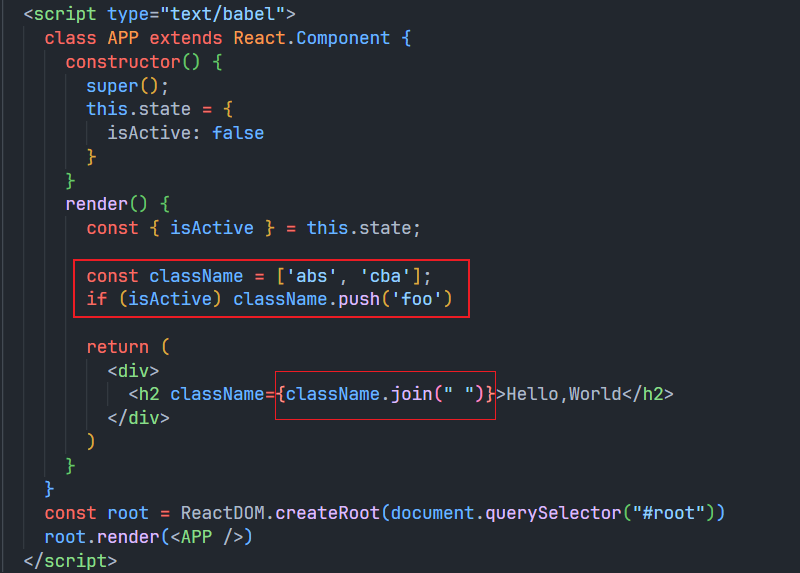 <script type="text/babel">
class APP extends React.Component {
constructor() {
super();
this.state = {
isActive: false
}
}
render() {
const { isActive } = this.state;
const className = ['abs', 'cba'];
if (isActive) className.push('foo')
return (
<div>
<h2 className={className.join(" ")}>Hello,World</h2>
</div>
)
}
}
const root = ReactDOM.createRoot(document.querySelector("#root"))
root.render(<APP />)
</script>